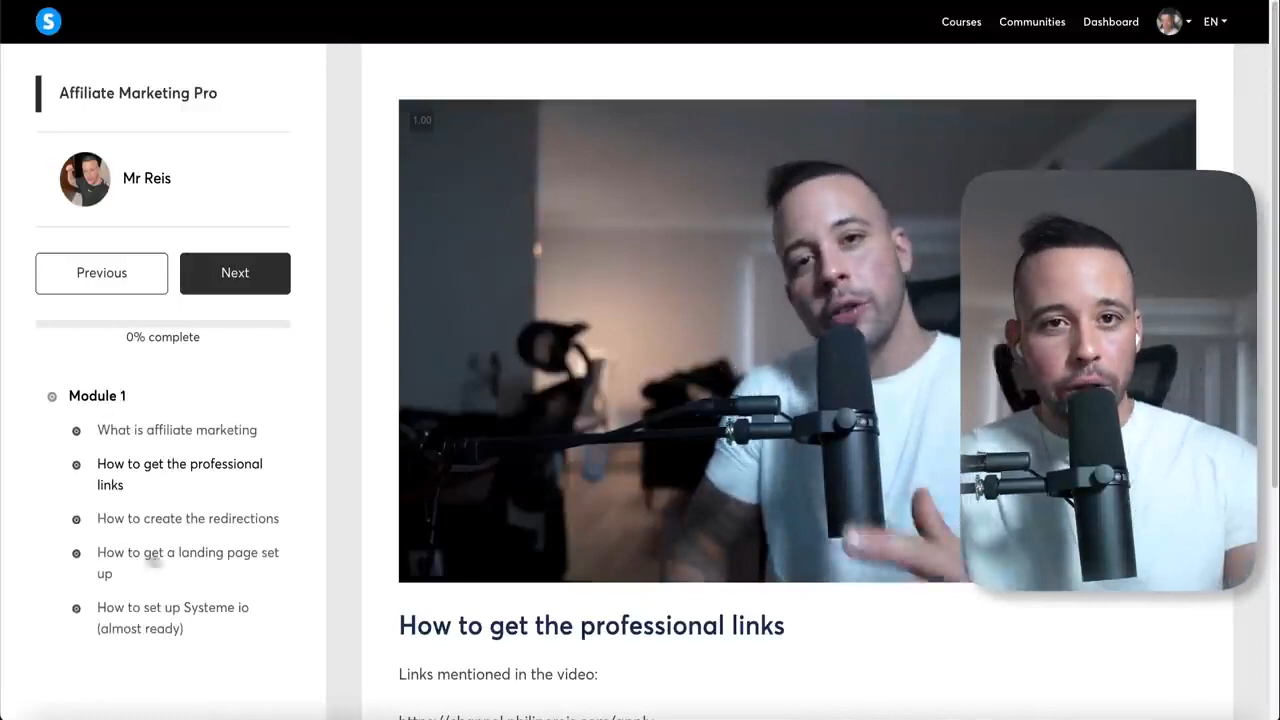 S
Courses Communities Dashboard EN
Affiliate Marketing Pro
Mr Reis
Previous Next
0% complete
Module 1
What is affiliate marketing
How to get the professional
links
How to create the redirections
How to get a landing page set
up
How to set up Systeme io
(almost ready)
1.00
How to get the professional links
Links mentioned in the video: